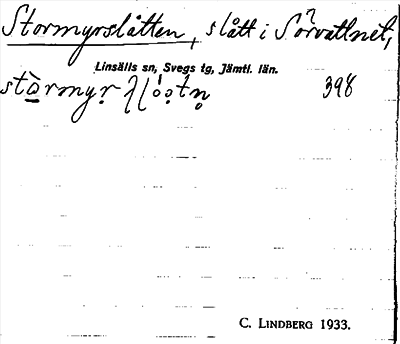 Stormyrslåtten, slått i Sörvattnet,
Linsälls sn, Svegs tg, Jämtl. län.
398
C. LINDBERG 1933.